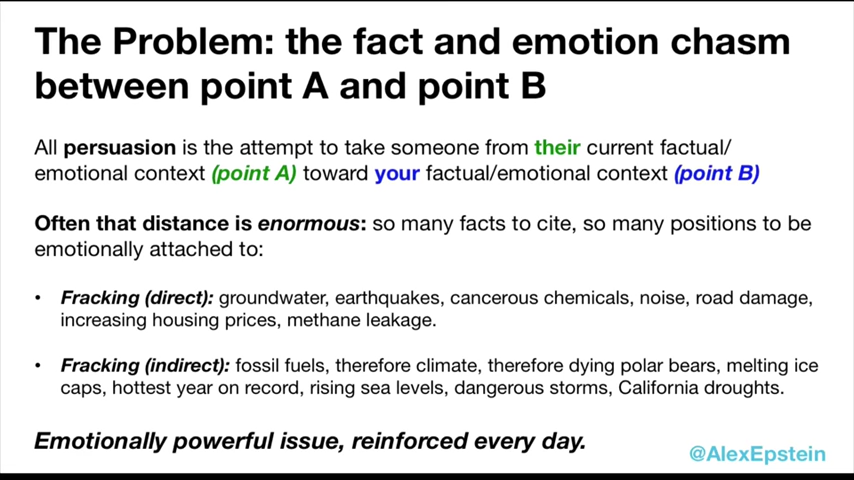 The Problem: the fact and emotion chasm
between point A and point B
All persuasion is the attempt to take someone from their current factual/
emotional context (point A) toward your factual/emotional context (point B)
Often that distance is enormous: so many facts to cite, so many positions to be
emotionally attached to:
• Fracking (direct): groundwater, earthquakes, cancerous chemicals, noise, road damage,
increasing housing prices, methane leakage.
• Fracking (indirect): fossil fuels, therefore climate, therefore dying polar bears, melting ice
caps, hottest year on record, rising sea levels, dangerous storms, California droughts.
Emotionally powerful issue, reinforced every day.
@AlexEpstein